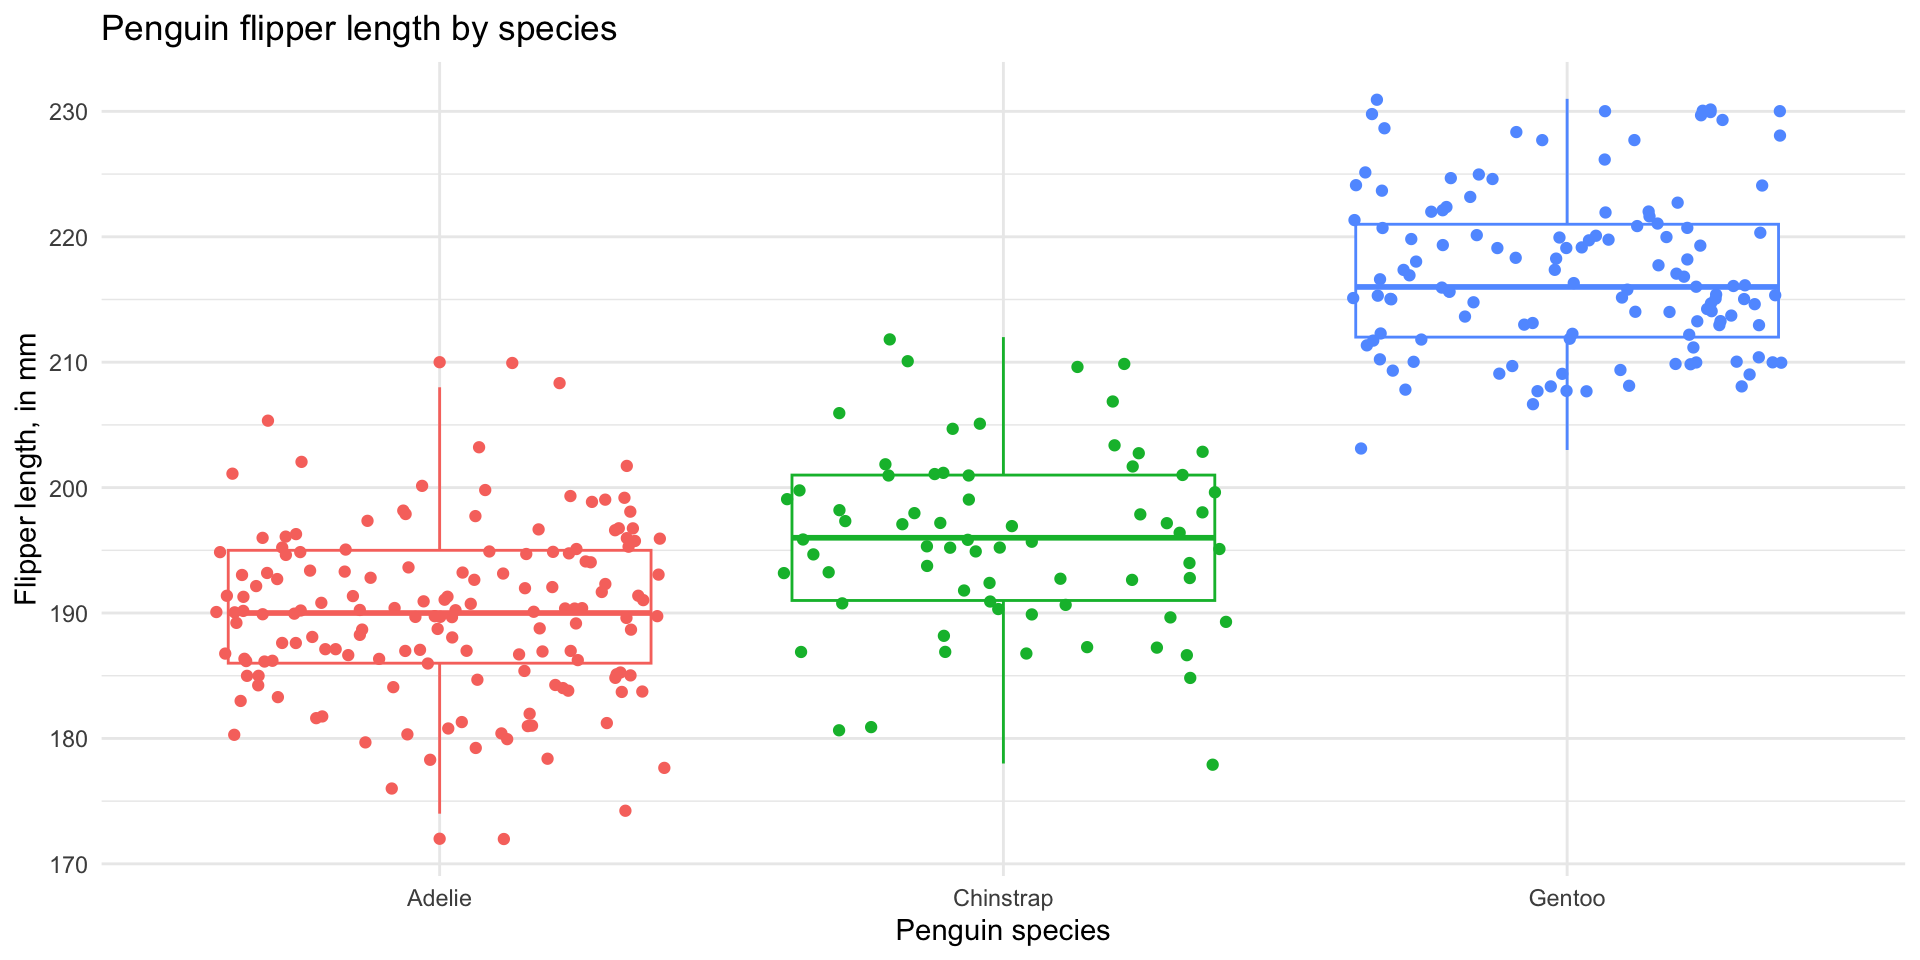 Penguin flipper length by species
Flipper length, in mm
230
220
210
200
190
180
170
Adelie
Chinstrap
Gentoo
Penguin species